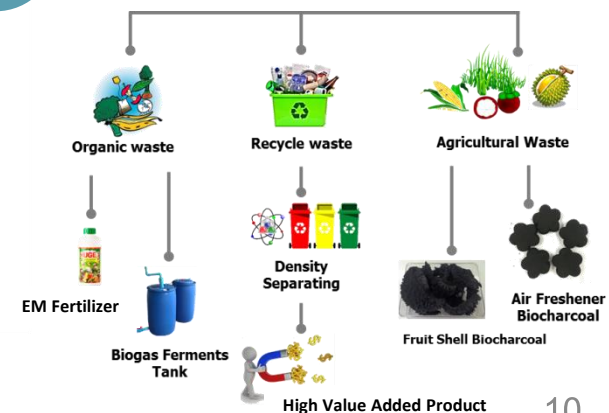 Organic waste
Recycle waste
Agricultural Waste
EM Fertilizer
Biogas Ferments
Tank
Density
Separating
High Value Added Product
Fruit Shell Biocharcoal
Air Freshener
Biocharcoal
10